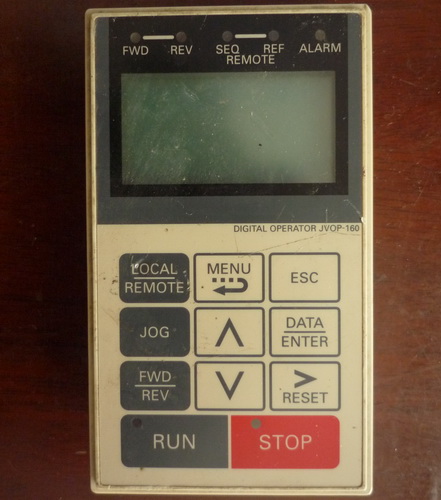 FWD REV SEQ REF ALARM
REMOTE
DIGITAL OPERATOR JVOP-160
LOCAL MENU ESC
REMOTE
JOG DATA
ENTER
FWD >
REV RESET
RUN STOP